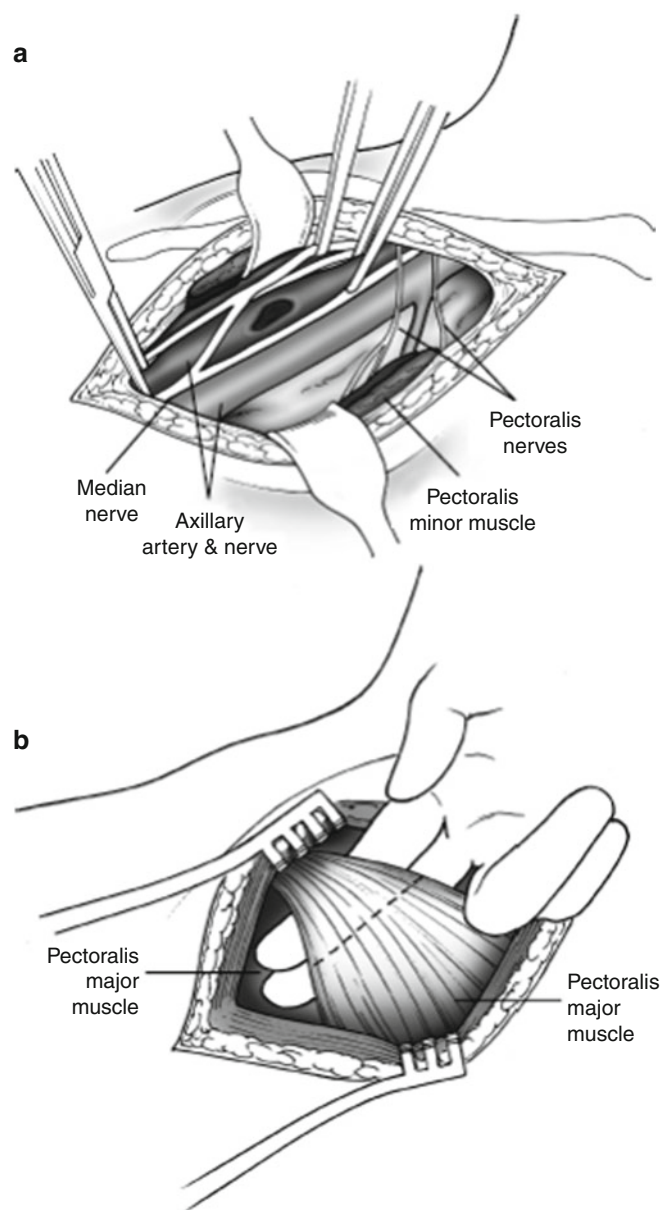 a
Pectoralis
nerves
Median
nerve
Axillary
artery & nerve
Pectoralis
minor muscle
b
Pectoralis
major
muscle
Pectoralis
major
muscle